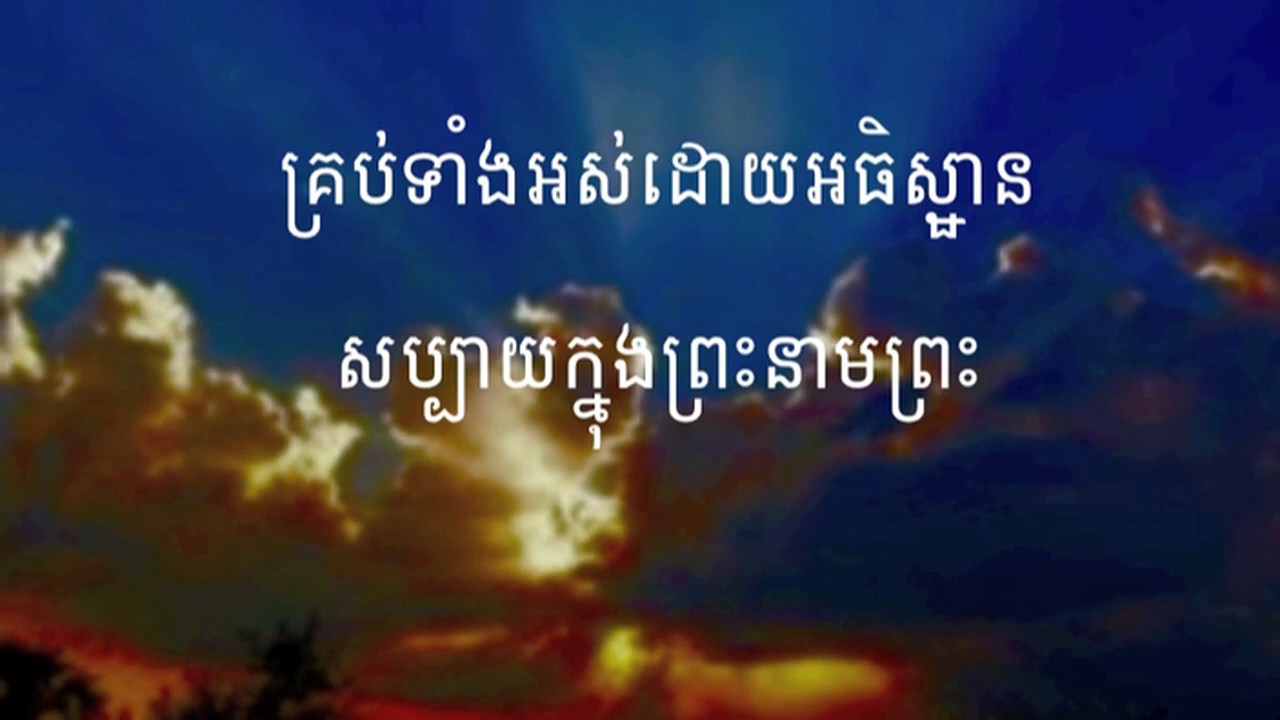 គ្រប់ទាំងអស់ដោយអធិស្ឋាន
សប្បាយក្នុងព្រះនាមព្រះ